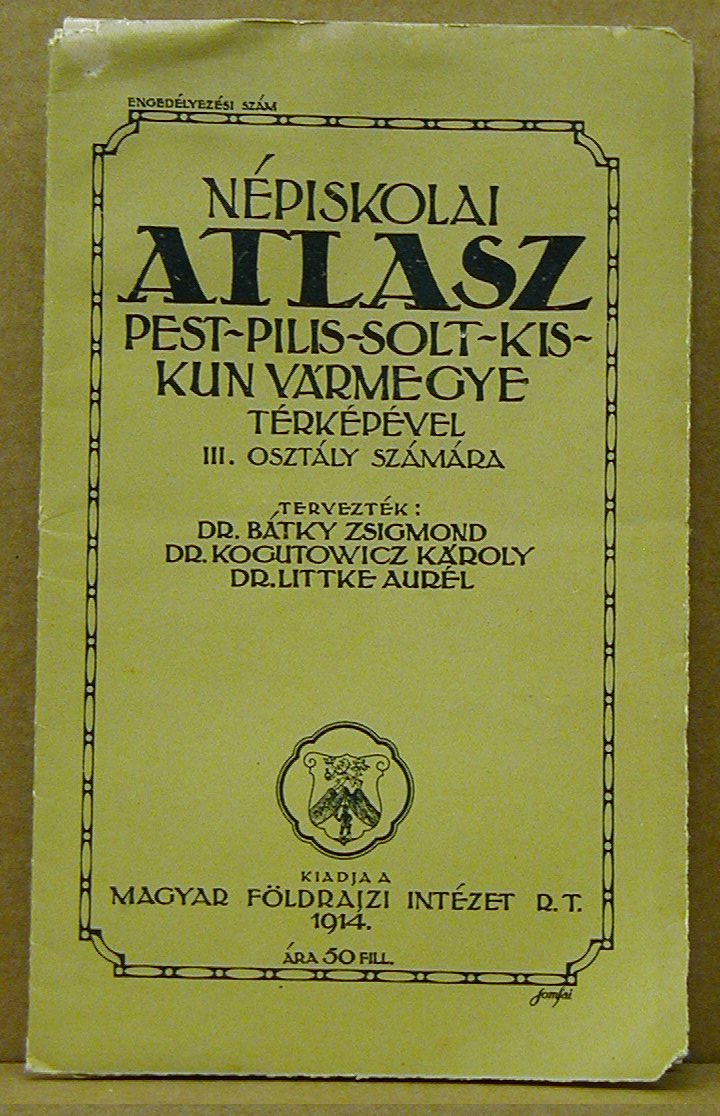 ENGEDÉLYEZÉSI SZÁM
NÉPISKOLAI
ATLASZ
PEST-PILIS-SOLT-KIS-
KUN VÁRMEGYE
TÉRKÉPÉVEL
III. OSZTÁLY SZÁMÁRA
TERVEZTÉK:
DR. BÁTKY ZSIGMOND
DR. KOGUTOWICZ KÁROLY
DR. LITTKE AURÉL
KIADJA A
MAGYAR FÖLDRAJZI INTÉZET R.T.
1914.
ÁRA 50 FILL.